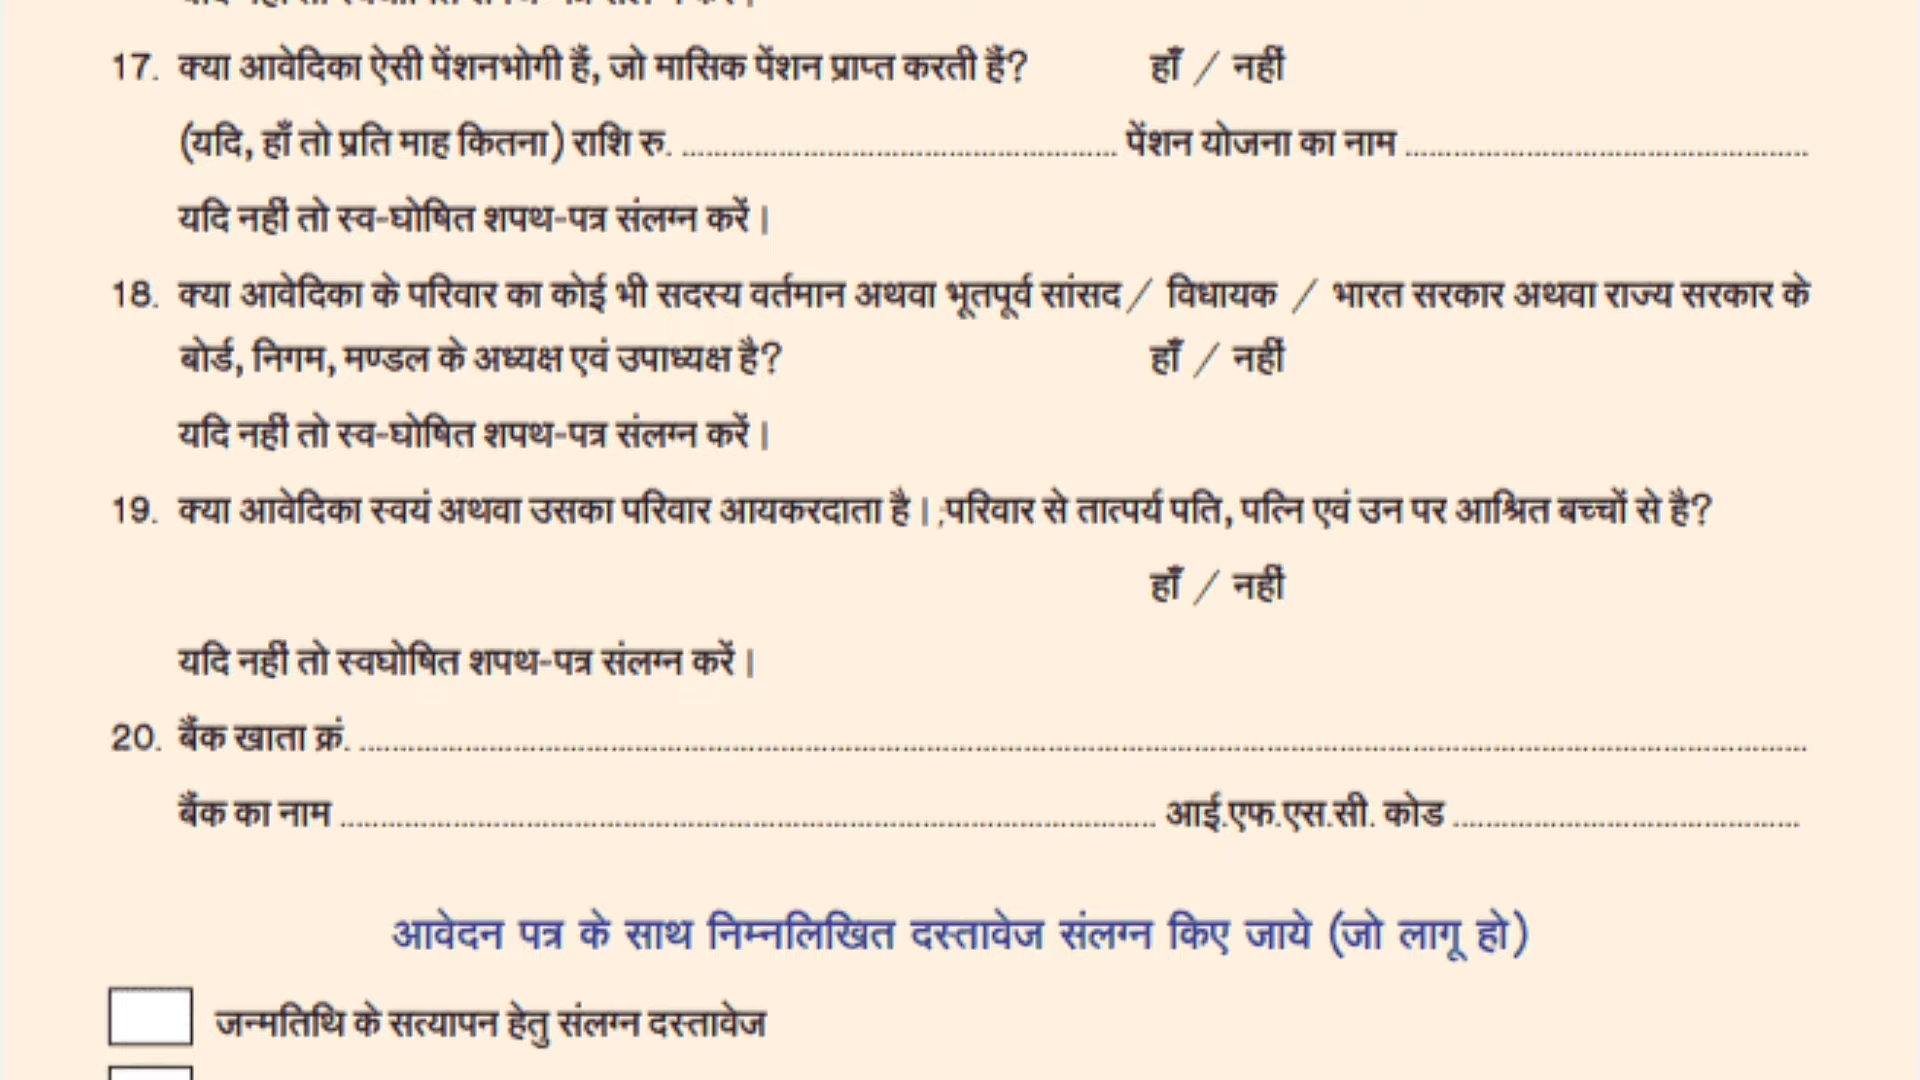 17. क्या आवेदिका ऐसी पेंशनभोगी हैं, जो मासिक पेंशन प्राप्त करती हैं? हाँ / नहीं
(यदि, हाँ तो प्रति माह कितना) राशि रु. ........................................ पेंशन योजना का नाम ........................................
यदि नहीं तो स्व-घोषित शपथ-पत्र संलग्न करें।
18. क्या आवेदिका के परिवार का कोई भी सदस्य वर्तमान अथवा भूतपूर्व सांसद / विधायक / भारत सरकार अथवा राज्य सरकार के
बोर्ड, निगम, मण्डल के अध्यक्ष एवं उपाध्यक्ष है? हाँ / नहीं
यदि नहीं तो स्व-घोषित शपथ-पत्र संलग्न करें।
19. क्या आवेदिका स्वयं अथवा उसका परिवार आयकरदाता है। परिवार से तात्पर्य पति, पत्नि एवं उन पर आश्रित बच्चों से है?
हाँ / नहीं
यदि नहीं तो स्वघोषित शपथ-पत्र संलग्न करें।
20. बैंक खाता क्रं. ........................................
बैंक का नाम ........................................ आई.एफ.एस.सी. कोड ........................................
आवेदन पत्र के साथ निम्नलिखित दस्तावेज संलग्न किए जाये (जो लागू हो)
जन्मतिथि के सत्यापन हेतु संलग्न दस्तावेज